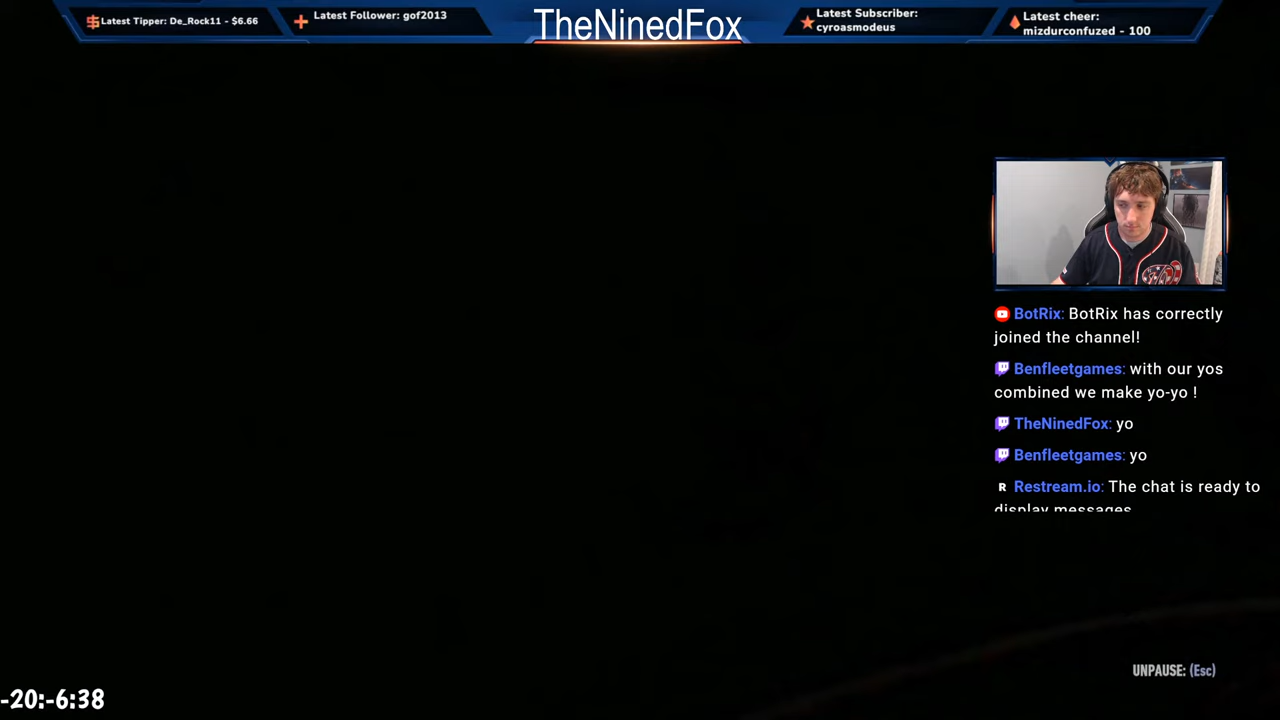 Latest Tipper: De_Rock11 - $6.66
Latest Follower: gof2013
TheNinedFox
Latest Subscriber:
cyroasmodeus
Latest cheer:
mizdurconfuzed - 100
BotRix: BotRix has correctly
joined the channel!
Benfleetgames: with our yos
combined we make yo-yo !
TheNinedFox: yo
Benfleetgames: yo
R Restream.io: The chat is ready to
display messages
UNPAUSE: (Esc)
-20:-6:38